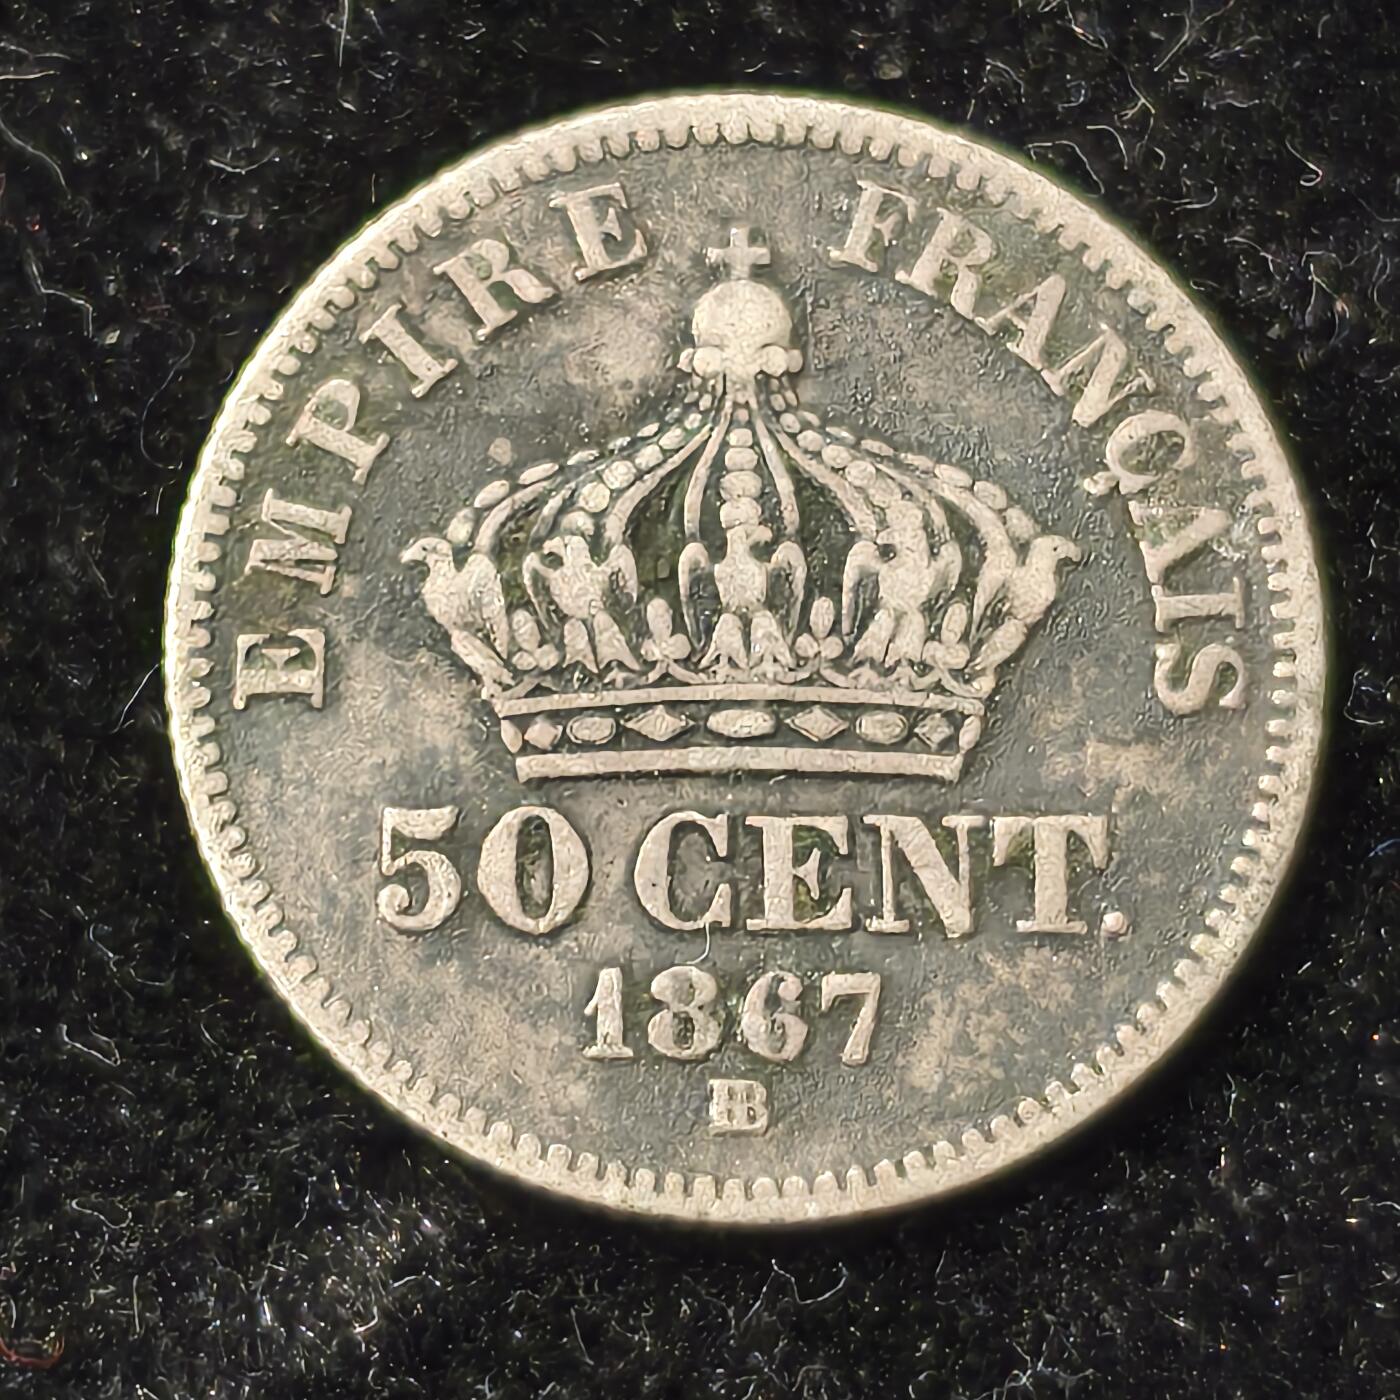 EMPIRE FRANÇAIS
50 CENT.
1867
BB